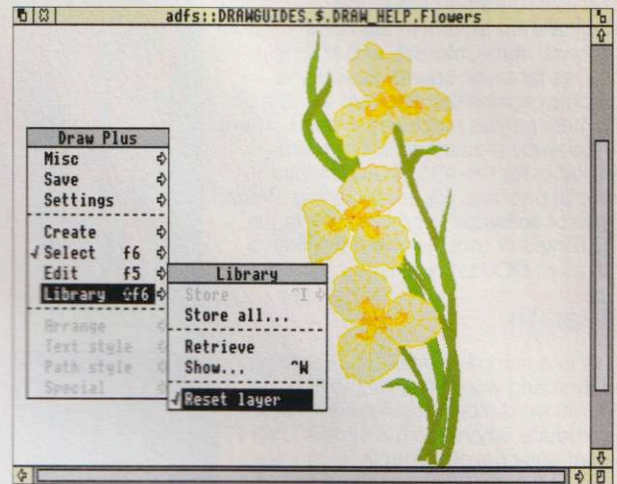 adfs::DRAWGUIDES.$.DRAW_HELP.Flowers
Draw Plus
Misc ⇨
Save ⇨
Settings ⇨
Create ⇨
√ Select f6 ⇨
Edit f5 ⇨
Library ⇧f6 ⇨
Arrange ⇨
Text style ⇨
Path style ⇨
Special ⇨
Library
Store ^I ⇨
Store all...
Retrieve
Show... ^W
√ Reset layer